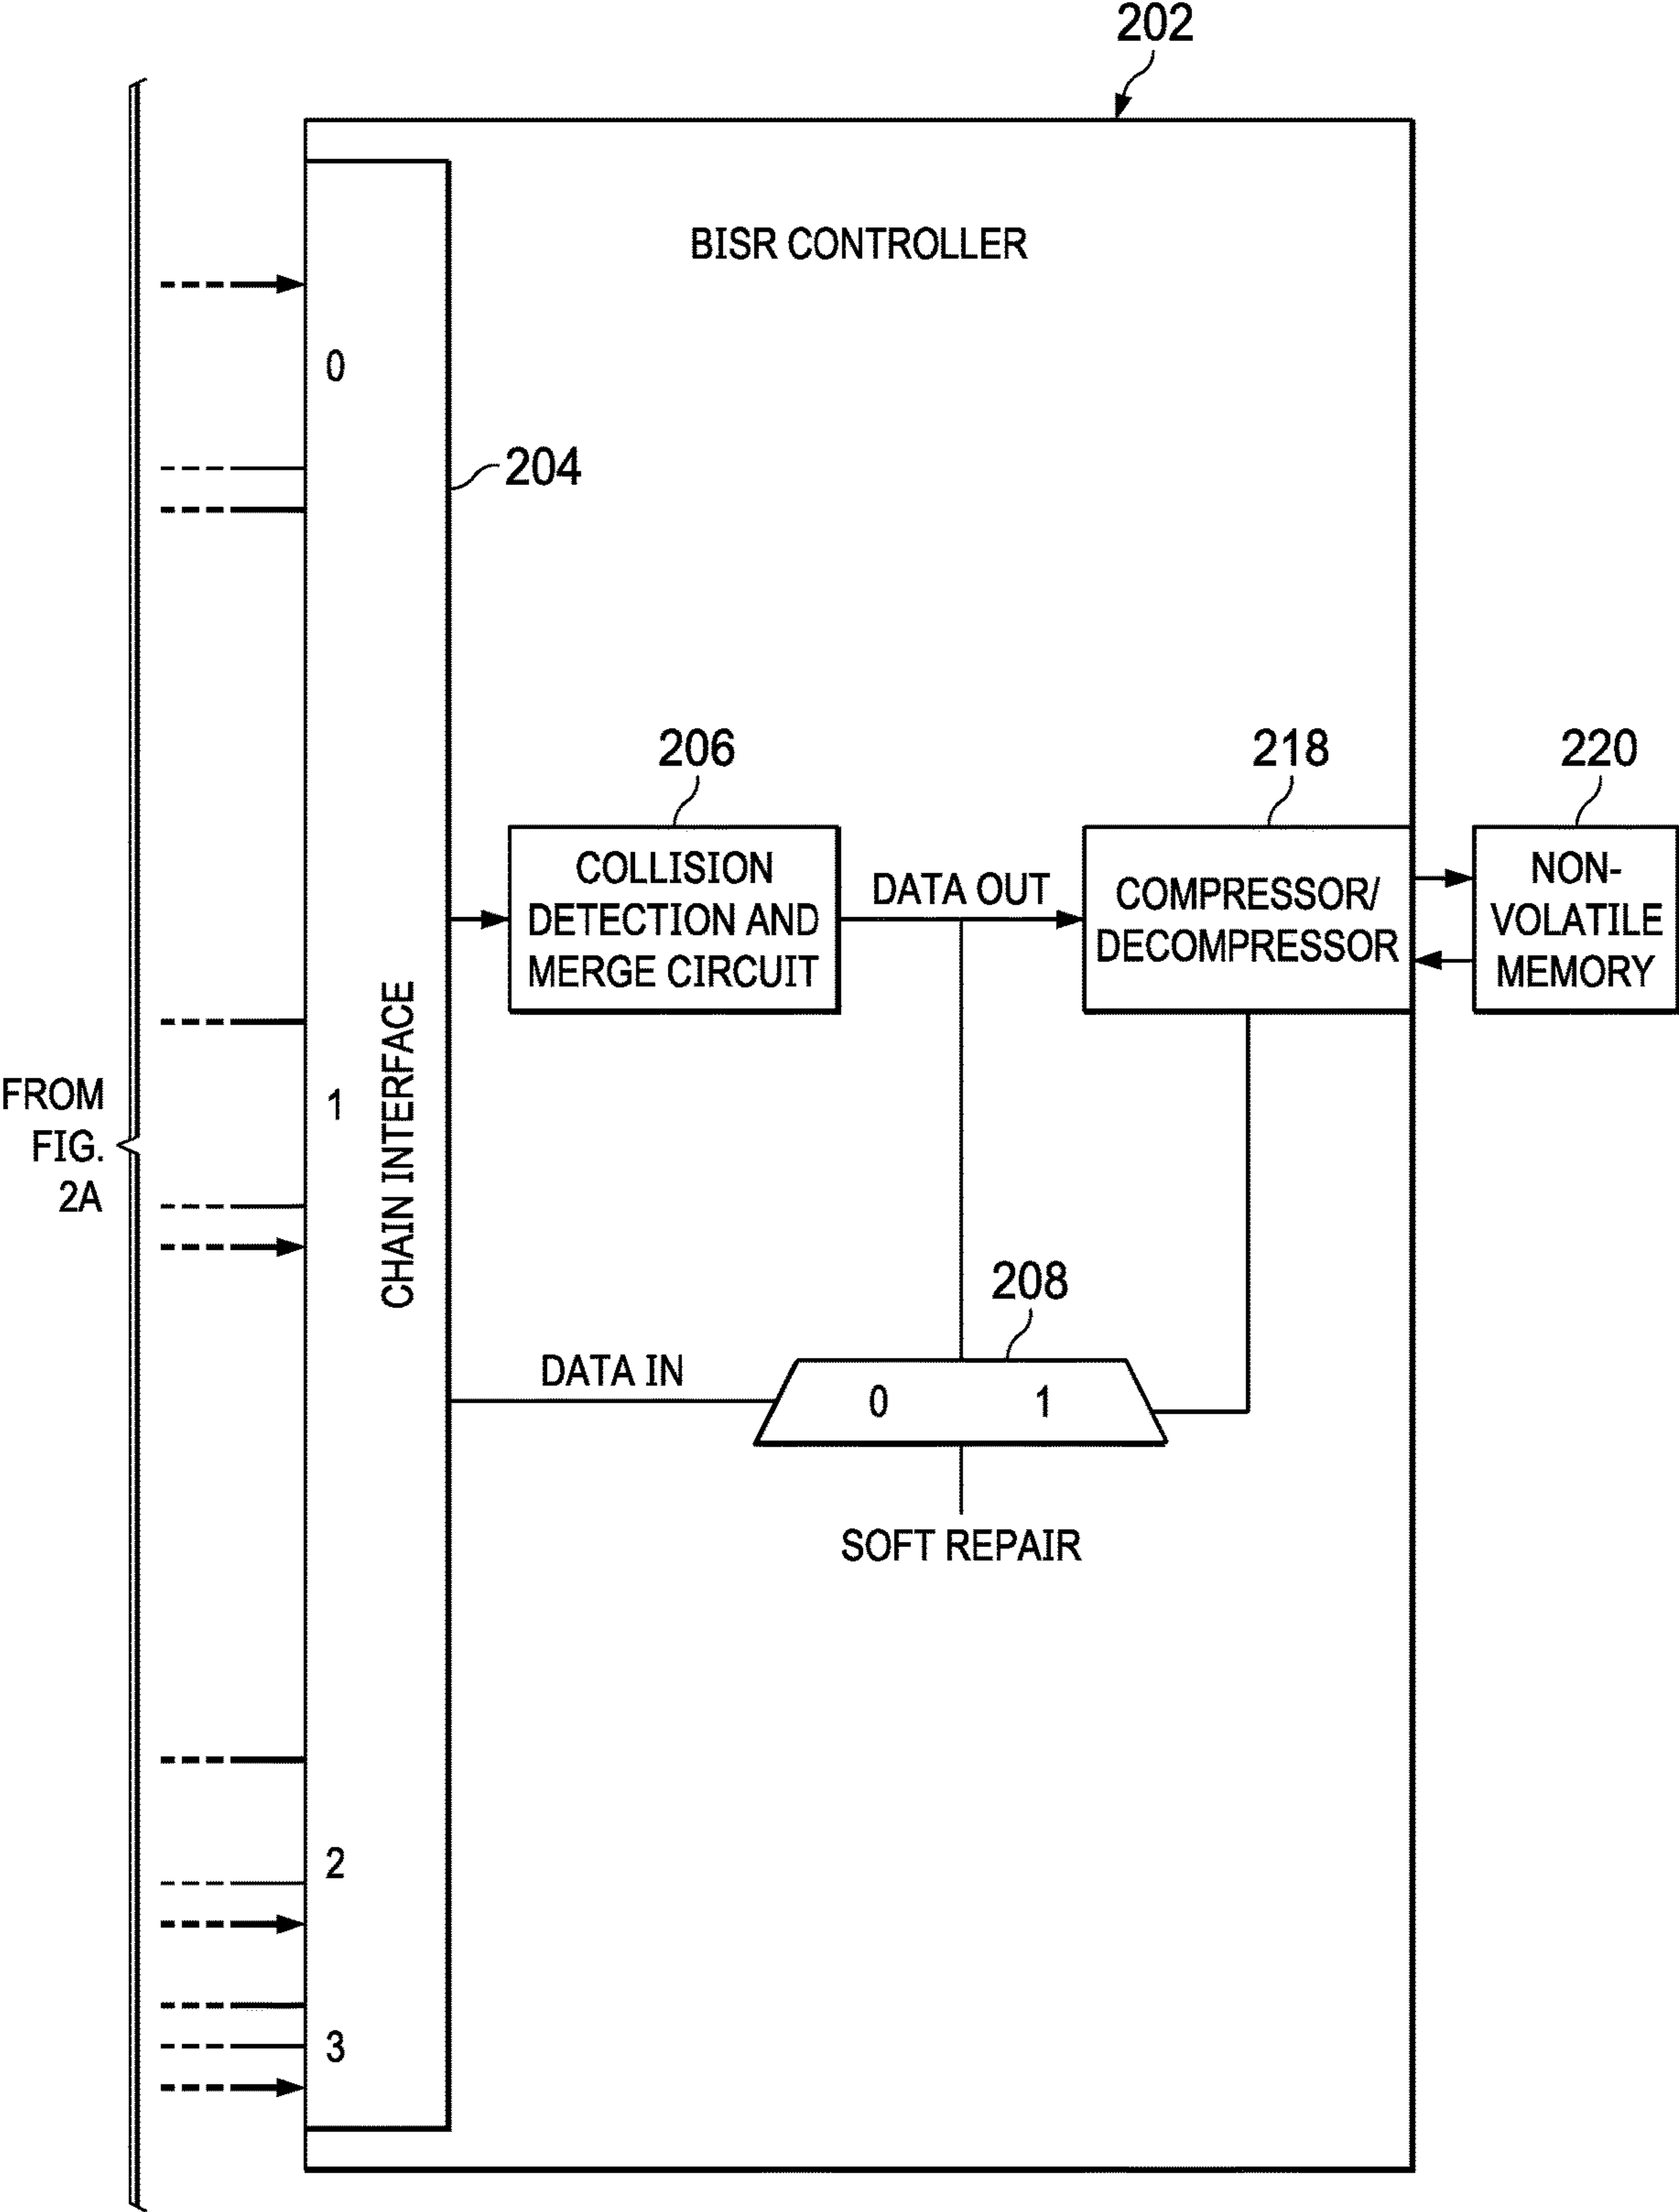 202
BISR CONTROLLER
0
204
206
218
220
COLLISION
DETECTION AND
MERGE CIRCUIT
DATA OUT
COMPRESSOR/
DECOMPRESSOR
NON-
VOLATILE
MEMORY
FROM
FIG.
2A
1
CHAIN INTERFACE
208
DATA IN
0
1
SOFT REPAIR
2
3